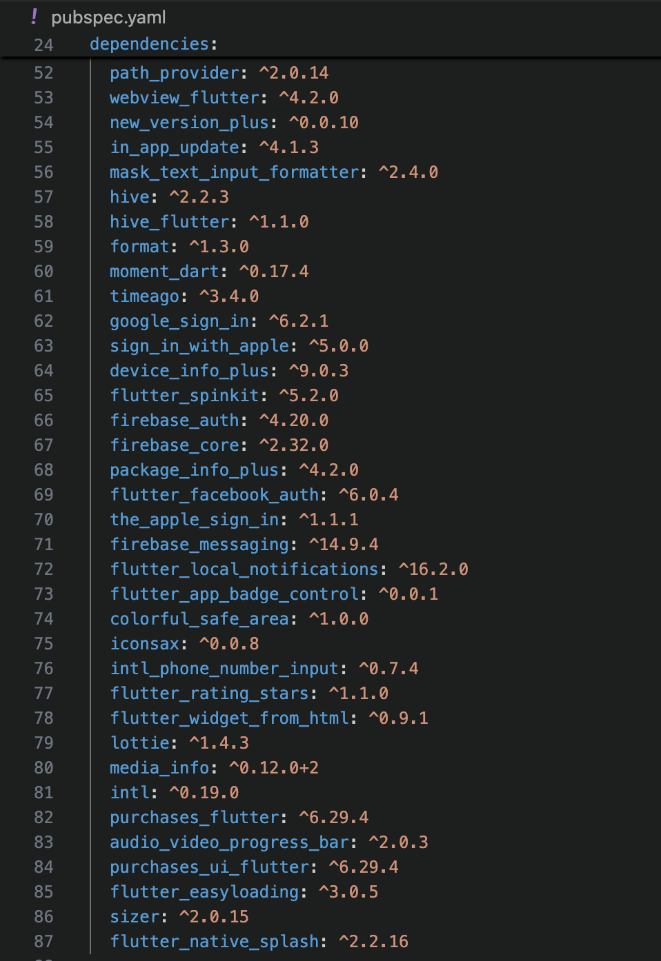 ! pubspec.yaml
24 dependencies:
52 path_provider: ^2.0.14
53 webview_flutter: ^4.2.0
54 new_version_plus: ^0.0.10
55 in_app_update: ^4.1.3
56 mask_text_input_formatter: ^2.4.0
57 hive: ^2.2.3
58 hive_flutter: ^1.1.0
59 format: ^1.3.0
60 moment_dart: ^0.17.4
61 timeago: ^3.4.0
62 google_sign_in: ^6.2.1
63 sign_in_with_apple: ^5.0.0
64 device_info_plus: ^9.0.3
65 flutter_spinkit: ^5.2.0
66 firebase_auth: ^4.20.0
67 firebase_core: ^2.32.0
68 package_info_plus: ^4.2.0
69 flutter_facebook_auth: ^6.0.4
70 the_apple_sign_in: ^1.1.1
71 firebase_messaging: ^14.9.4
72 flutter_local_notifications: ^16.2.0
73 flutter_app_badge_control: ^0.0.1
74 colorful_safe_area: ^1.0.0
75 iconsax: ^0.0.8
76 intl_phone_number_input: ^0.7.4
77 flutter_rating_stars: ^1.1.0
78 flutter_widget_from_html: ^0.9.1
79 lottie: ^1.4.3
80 media_info: ^0.12.0+2
81 intl: ^0.19.0
82 purchases_flutter: ^6.29.4
83 audio_video_progress_bar: ^2.0.3
84 purchases_ui_flutter: ^6.29.4
85 flutter_easyloading: ^3.0.5
86 sizer: ^2.0.15
87 flutter_native_splash: ^2.2.16